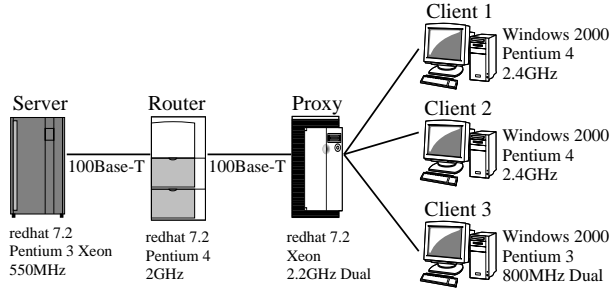 Client 1
Windows 2000
Pentium 4
2.4GHz
Server
Router
Proxy
100Base-T
100Base-T
Client 2
Windows 2000
Pentium 4
2.4GHz
redhat 7.2
Pentium 3 Xeon
550MHz
redhat 7.2
Pentium 4
2GHz
redhat 7.2
Xeon
2.2GHz Dual
Client 3
Windows 2000
Pentium 3
800MHz Dual